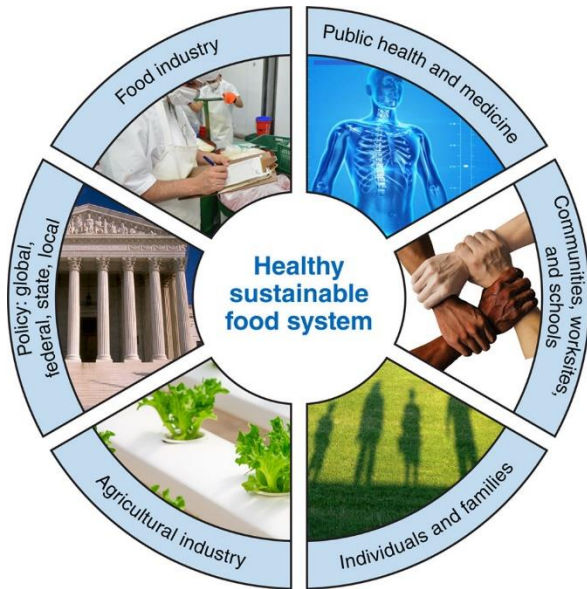 Food industry
Public health and medicine
Policy: global,
federal, state, local
Healthy
sustainable
food system
Communities, worksites,
and schools
Agricultural industry
Individuals and families